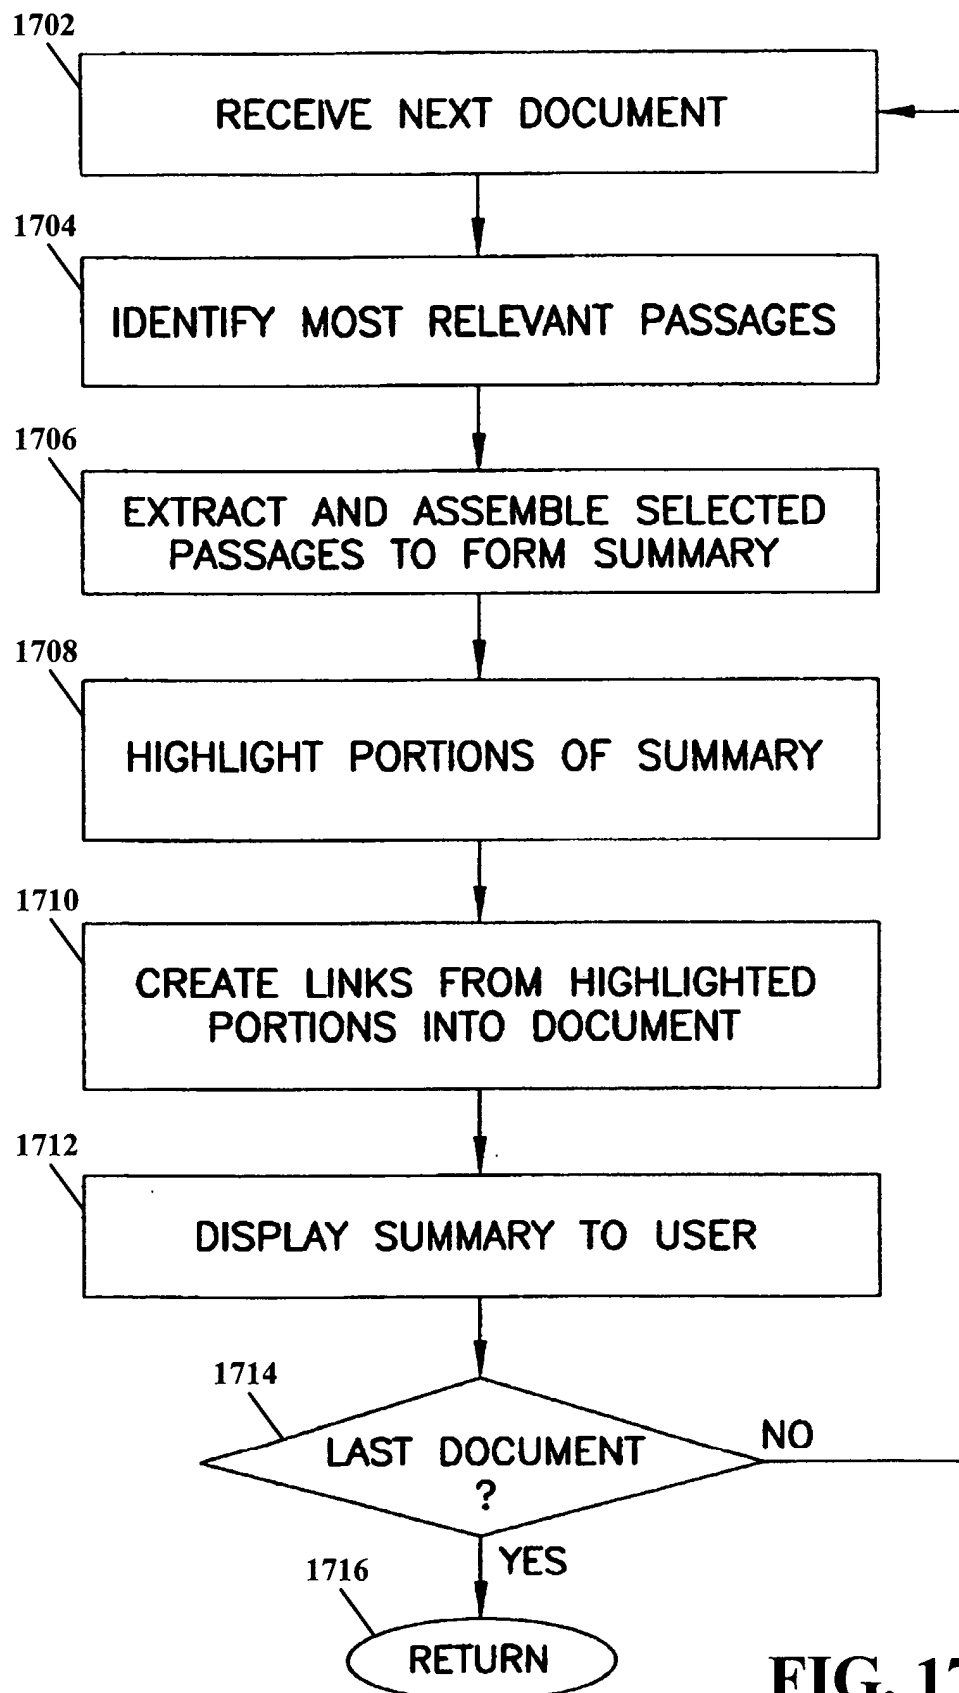 1702
RECEIVE NEXT DOCUMENT
1704
IDENTIFY MOST RELEVANT PASSAGES
1706
EXTRACT AND ASSEMBLE SELECTED
PASSAGES TO FORM SUMMARY
1708
HIGHLIGHT PORTIONS OF SUMMARY
1710
CREATE LINKS FROM HIGHLIGHTED
PORTIONS INTO DOCUMENT
1712
DISPLAY SUMMARY TO USER
1714
LAST DOCUMENT
?
NO
YES
1716
RETURN
FIG. 17